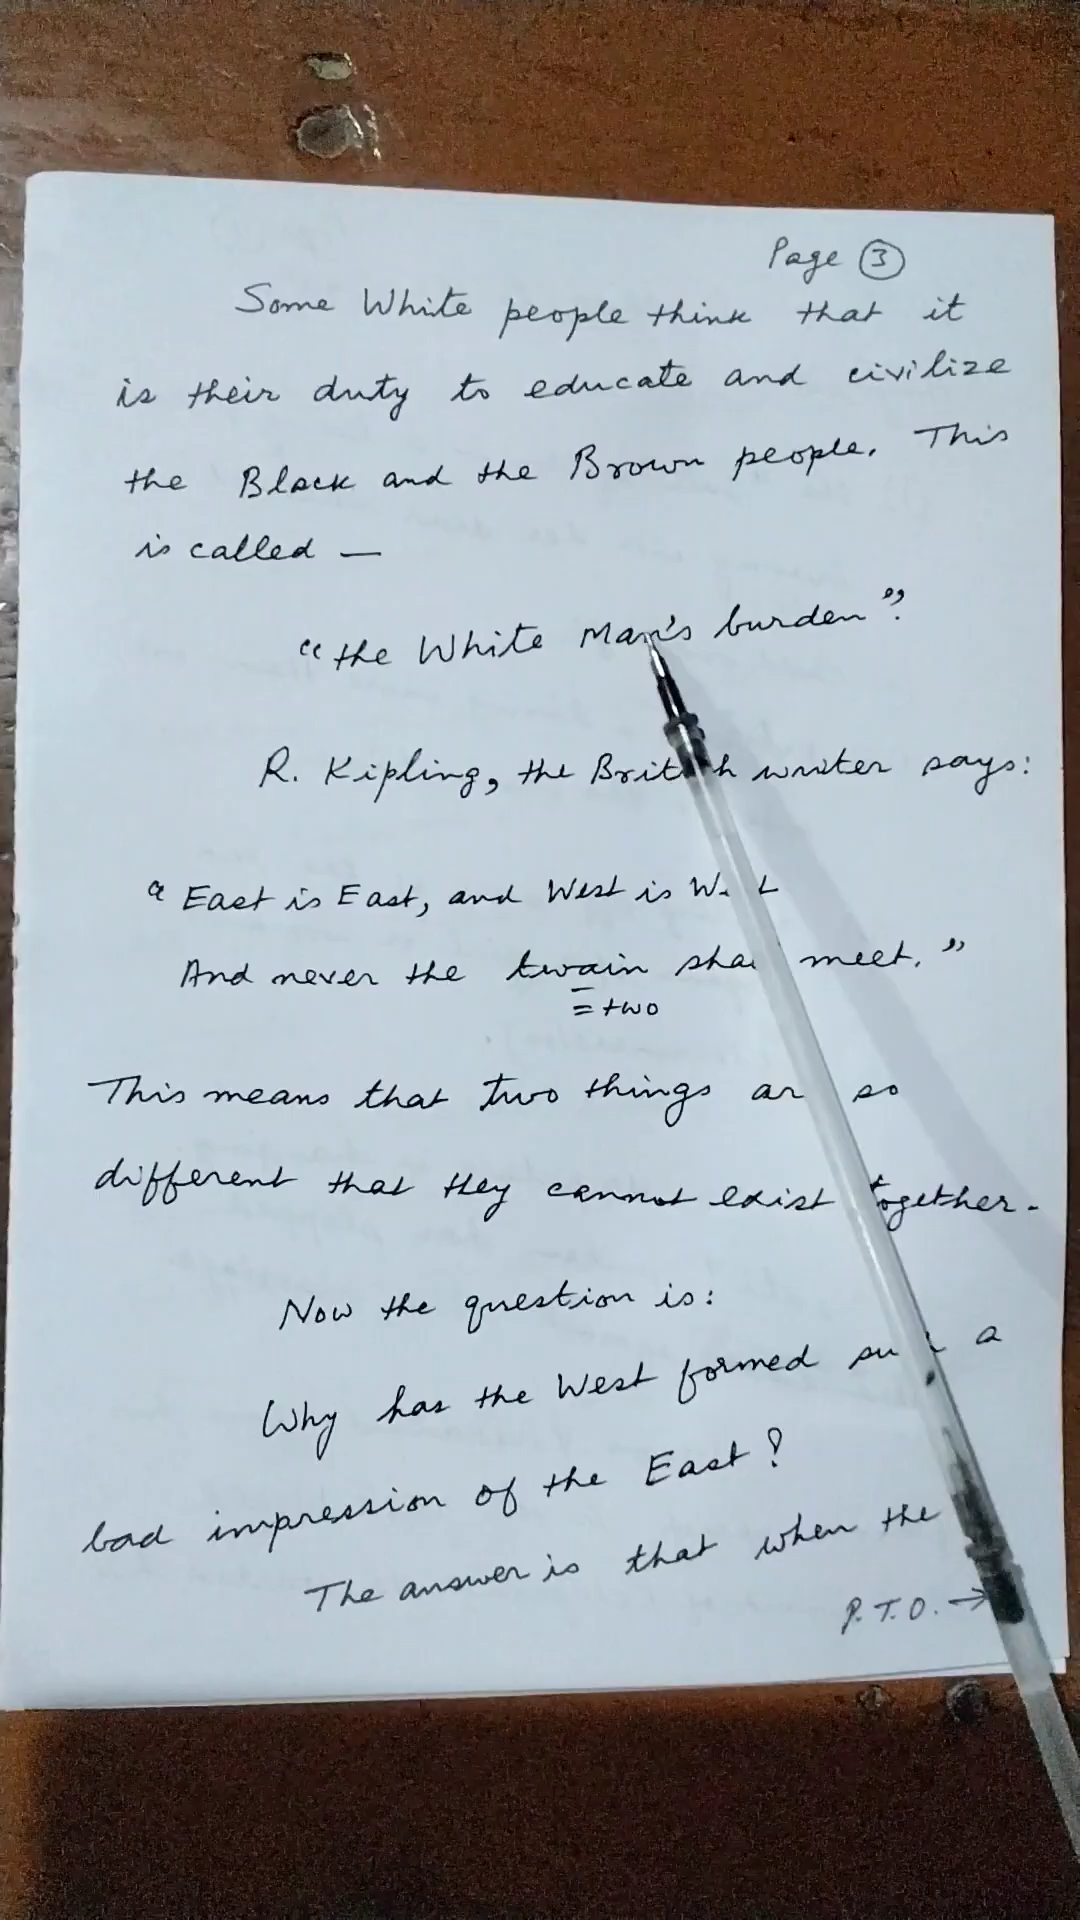 Page ③
Some White people think that it
is their duty to educate and civilize
the Black and the Brown people. This
is called —
"the White Man's burden".
R. Kipling, the British writer says:
"East is East, and West is West
And never the twain shall meet."
= two
This means that two things are so
different that they cannot exist together.
Now the question is:
Why has the West formed such a
bad impression of the East?
The answer is that when the
P.T.O. →